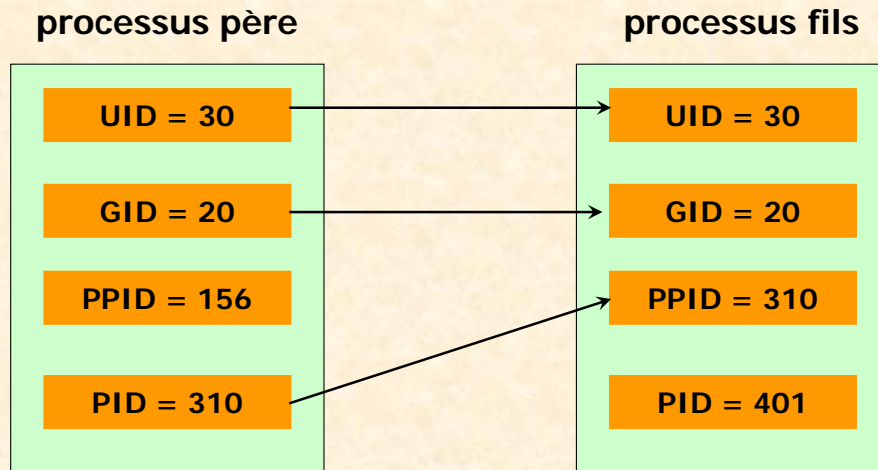 processus père
processus fils
UID = 30
UID = 30
GID = 20
GID = 20
PPID = 156
PPID = 310
PID = 310
PID = 401